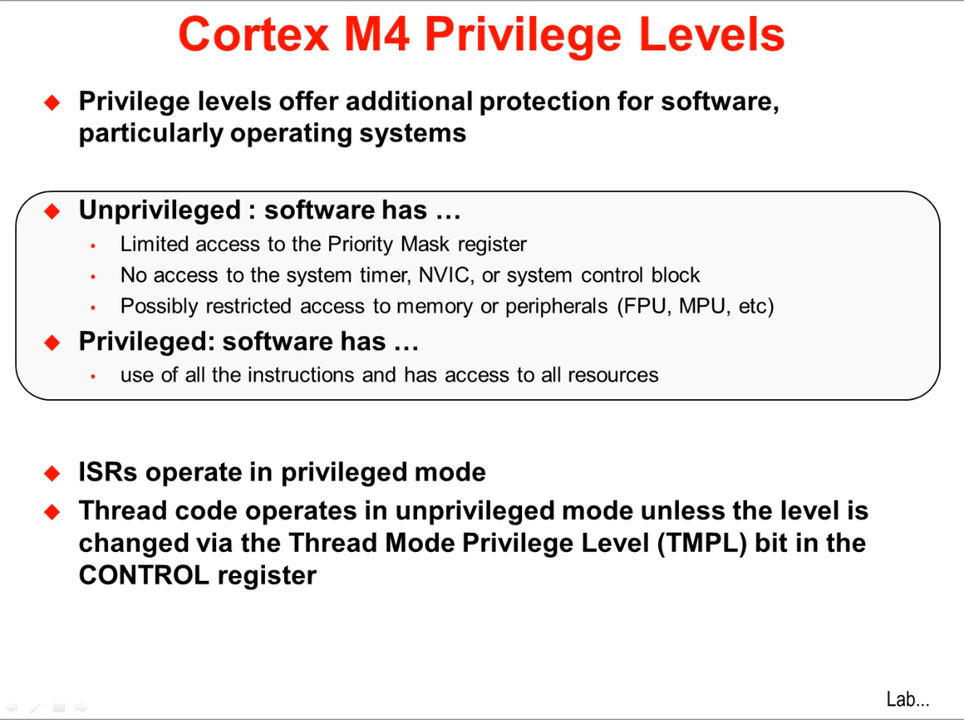 Cortex M4 Privilege Levels
Privilege levels offer additional protection for software,
particularly operating systems
Unprivileged : software has …
Limited access to the Priority Mask register
No access to the system timer, NVIC, or system control block
Possibly restricted access to memory or peripherals (FPU, MPU, etc)
Privileged: software has …
use of all the instructions and has access to all resources
ISRs operate in privileged mode
Thread code operates in unprivileged mode unless the level is
changed via the Thread Mode Privilege Level (TMPL) bit in the
CONTROL register
Lab...